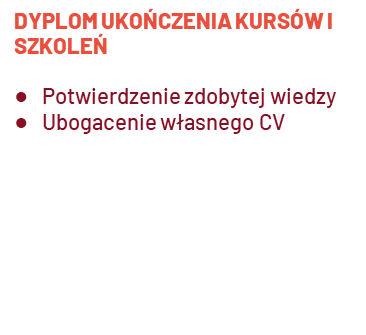 DYPLOM UKOŃCZENIA KURSÓW I
SZKOLEŃ
● Potwierdzenie zdobytej wiedzy
● Ubogacenie własnego CV